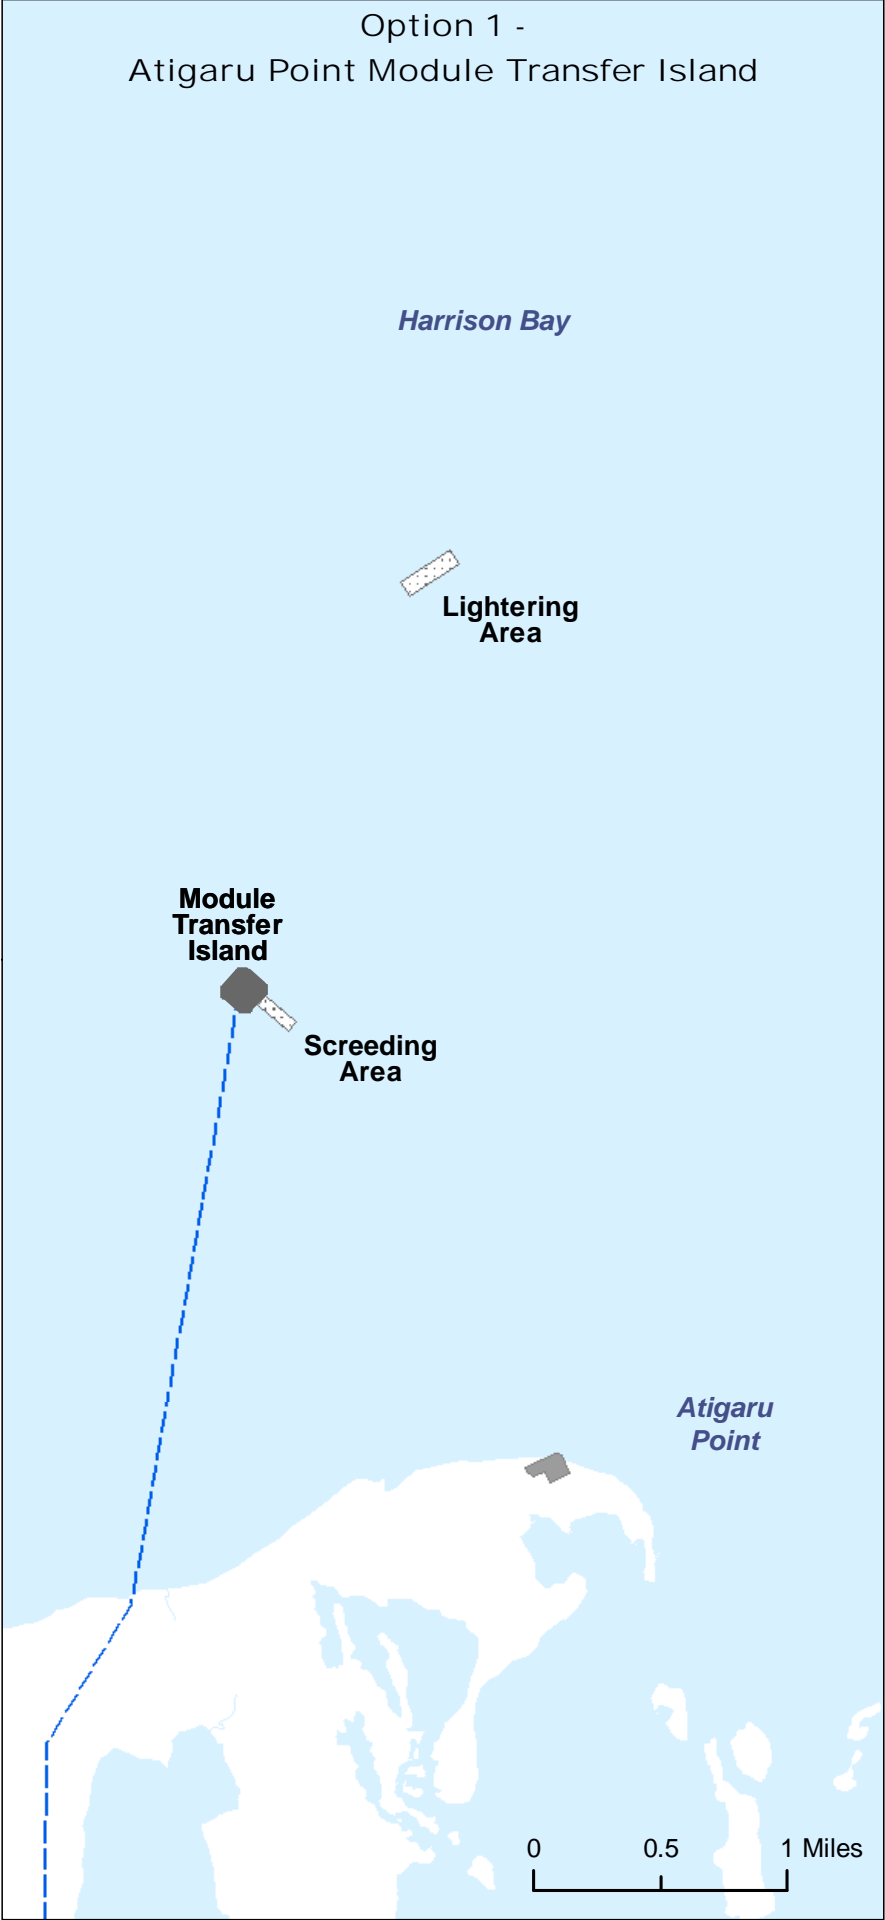 Option 1 -
Atigaru Point Module Transfer Island
Harrison Bay
Lightering
Area
Module
Transfer
Island
Screeding
Area
Atigaru
Point
0 0.5 1 Miles